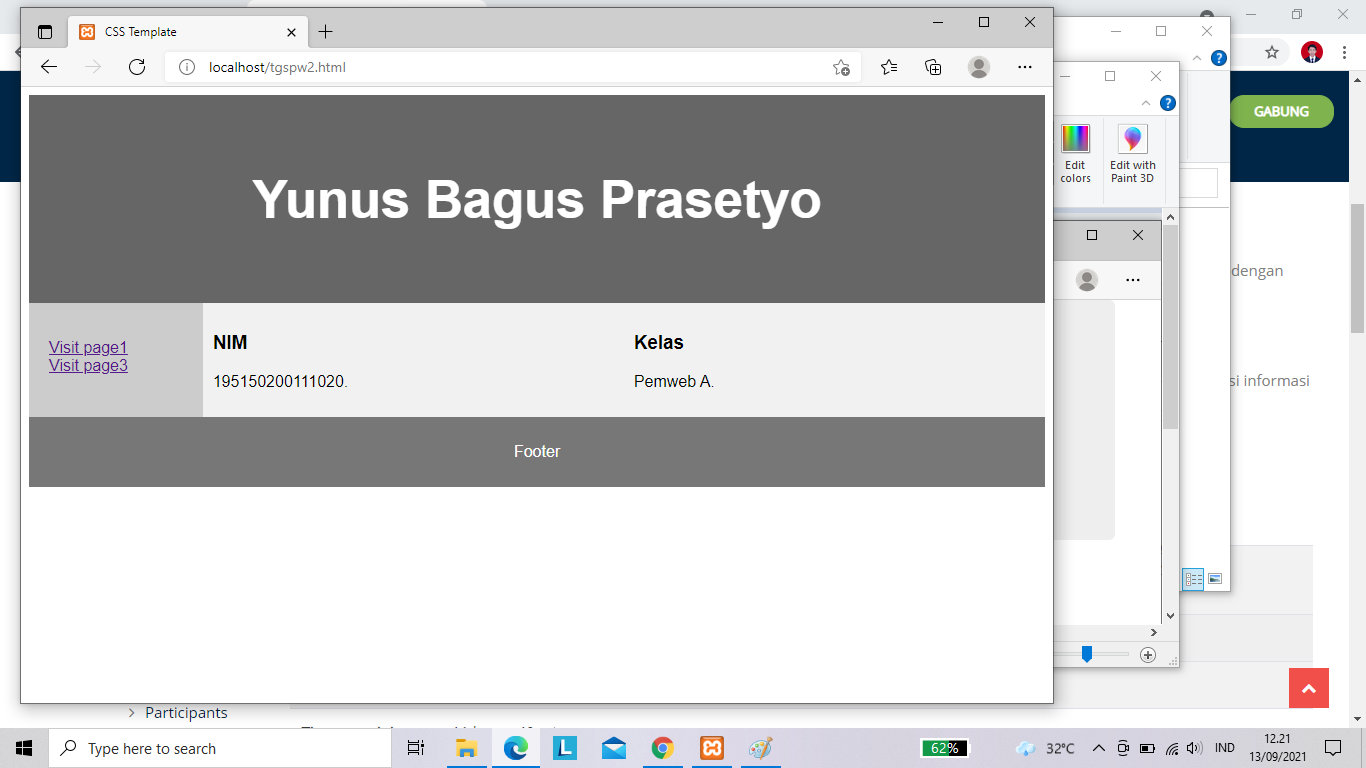 CSS Template
localhost/tgspw2.html
GABUNG
Edit colors
Edit with Paint 3D
Yunus Bagus Prasetyo
dengan
Visit page1
Visit page3
NIM
195150200111020.
Kelas
Pemweb A.
si informasi
Footer
Participants
Type here to search
L
62%
32°C
IND
12.21
13/09/2021